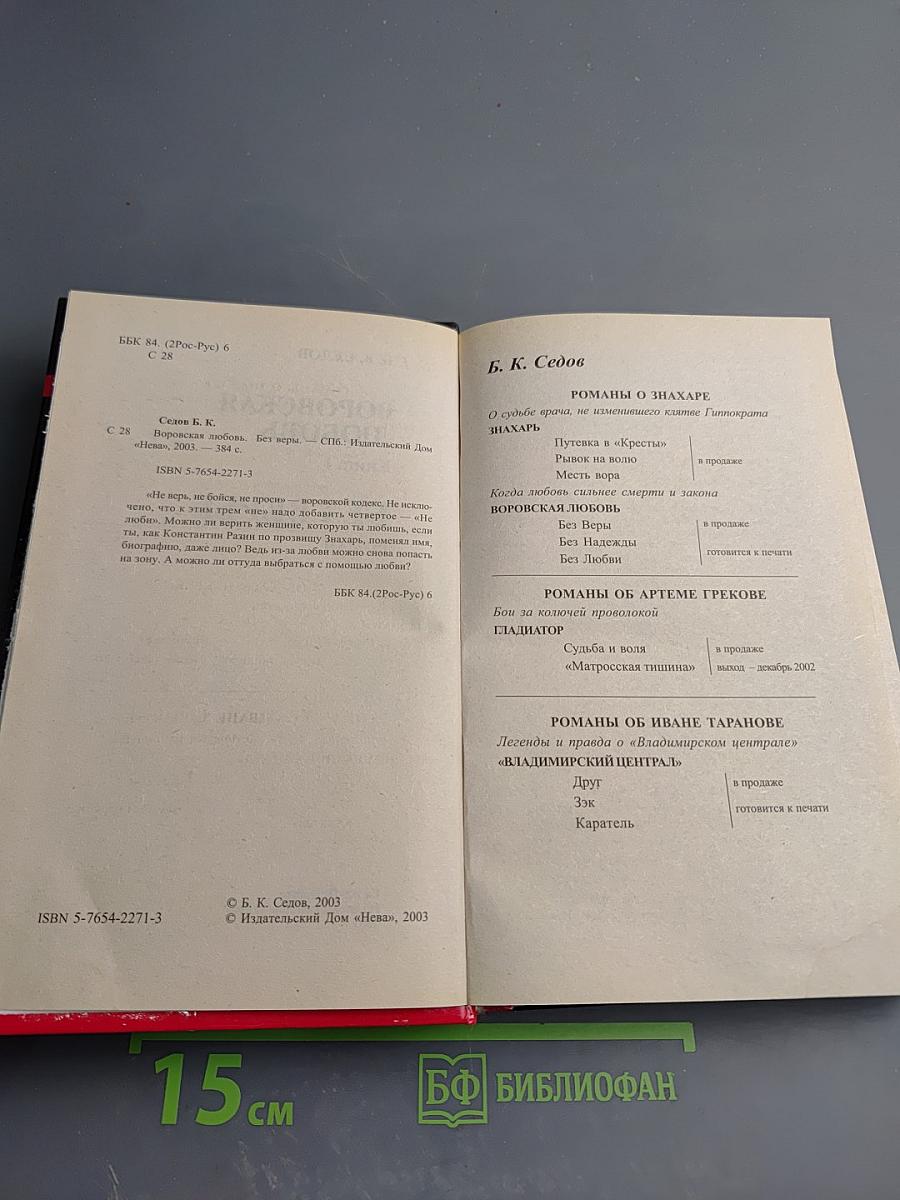 ББК 84. (2Рос-Рус) 6
С 28
Седов Б. К.
С 28 Воровская любовь. Без веры. — СПб.: Издательский Дом
«Нева», 2003. — 384 с.
ISBN 5-7654-2271-3
«Не верь, не бойся, не проси» — воровской кодекс. Не исклю-
чено, что к этим трем «не» надо добавить четвертое — «Не
люби». Можно ли верить женщине, которую ты любишь, если
ты, как Константин Разин по прозвищу Знахарь, поменял имя,
биографию, даже лицо? Ведь из-за любви можно снова попасть
на зону. А можно ли оттуда выбраться с помощью любви?
ББК 84.(2Рос-Рус) 6
© Б. К. Седов, 2003
ISBN 5-7654-2271-3 © Издательский Дом «Нева», 2003
Б. К. Седов
РОМАНЫ О ЗНАХАРЕ
О судьбе врача, не изменившего клятве Гиппократа
ЗНАХАРЬ
Путевка в «Кресты»
Рывок на волю в продаже
Месть вора
Когда любовь сильнее смерти и закона
ВОРОВСКАЯ ЛЮБОВЬ
Без Веры в продаже
Без Надежды
Без Любви готовится к печати
РОМАНЫ ОБ АРТЕМЕ ГРЕКОВЕ
Бои за колючей проволокой
ГЛАДИАТОР
Судьба и воля в продаже
«Матросская тишина» выход – декабрь 2002
РОМАНЫ ОБ ИВАНЕ ТАРАНОВЕ
Легенды и правда о «Владимирском централе»
«ВЛАДИМИРСКИЙ ЦЕНТРАЛ»
Друг в продаже
Зэк готовится к печати
Каратель
15 см
БФ БИБЛИОФАН